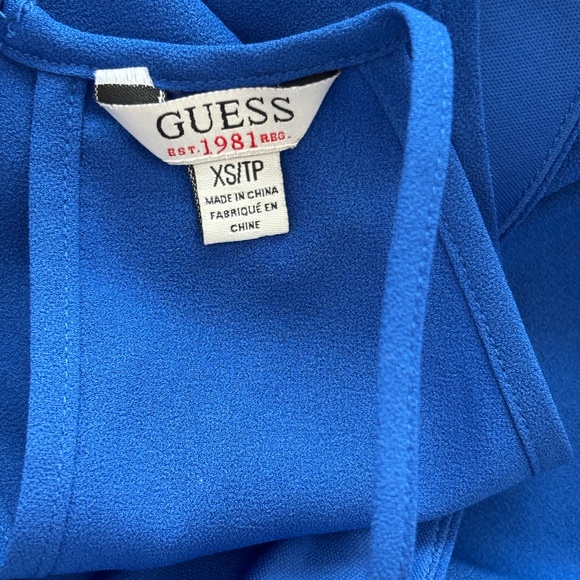 GUESS
EST. 1981 REG.
XS/TP
MADE IN CHINA
FABRIQUÉ EN
CHINE